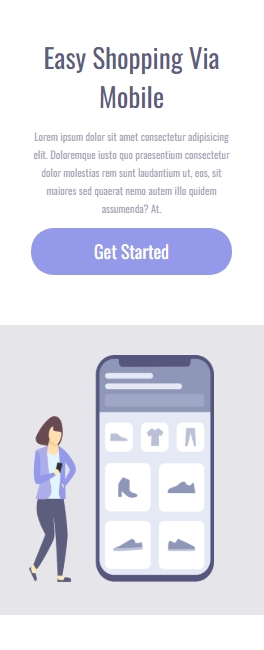 Easy Shopping Via
Mobile
Lorem ipsum dolor sit amet consectetur adipisicing
elit. Doloremque iusto quo praesentium consectetur
dolor molestias rem sunt laudantium ut, eos, sit
maiores sed quaerat nemo autem illo quidem
assumenda? At.
Get Started